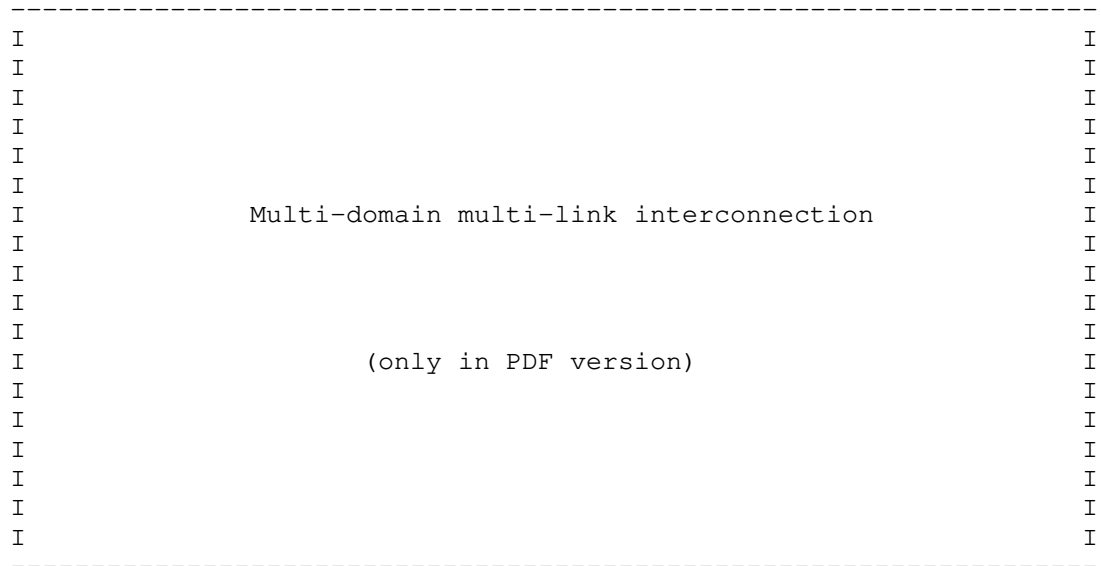 ----------------------------------------------------------------------
I                                                                    I
I                                                                    I
I                                                                    I
I                                                                    I
I                                                                    I
I                                                                    I
I              Multi-domain multi-link interconnection               I
I                                                                    I
I                                                                    I
I                                                                    I
I                                                                    I
I                     (only in PDF version)                          I
I                                                                    I
I                                                                    I
I                                                                    I
I                                                                    I
I                                                                    I
I                                                                    I
----------------------------------------------------------------------